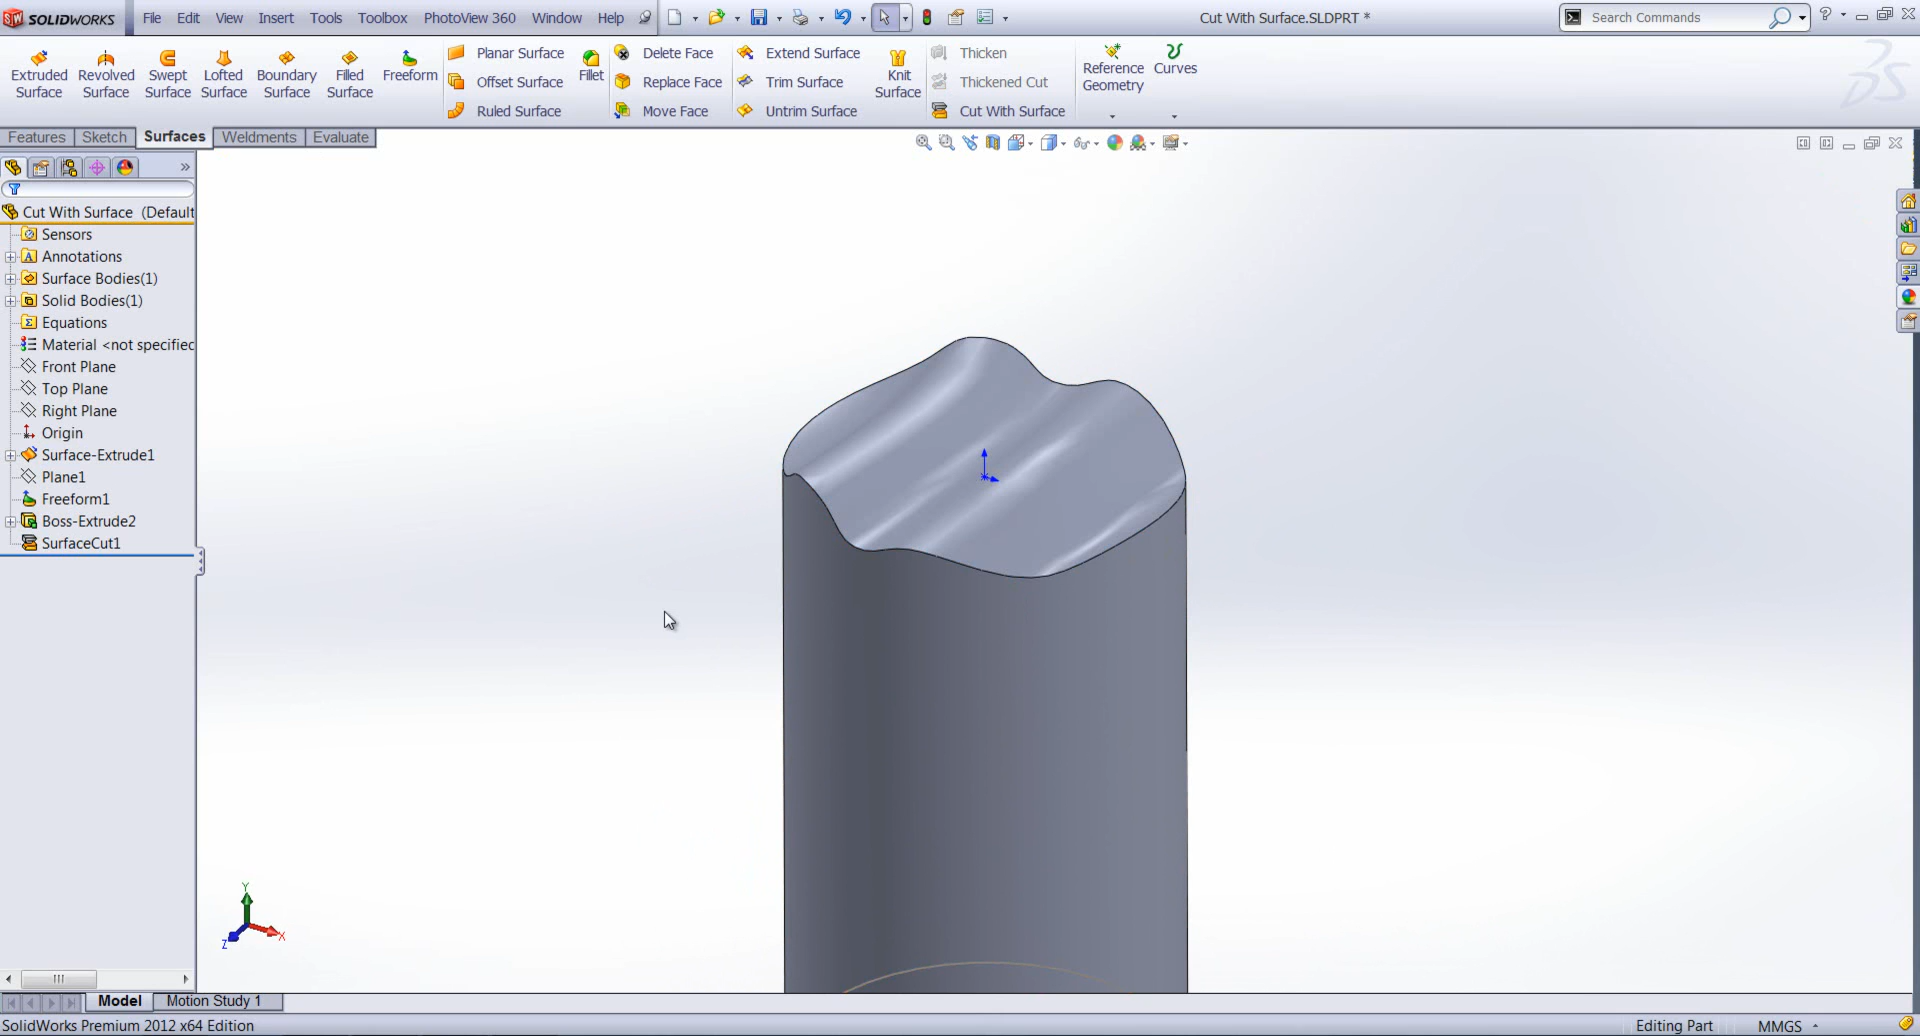 SOLIDWORKS File Edit View Insert Tools Toolbox PhotoView 360 Window Help Cut With Surface.SLDPRT * Search Commands ?
Extruded Surface Revolved Surface Swept Surface Lofted Surface Boundary Surface Filled Surface Freeform
Planar Surface
Offset Surface
Ruled Surface
Fillet
Delete Face
Replace Face
Move Face
Extend Surface
Trim Surface
Untrim Surface
Knit Surface
Thicken
Thickened Cut
Cut With Surface
Reference Geometry
Curves
Features Sketch Surfaces Weldments Evaluate
»
Cut With Surface (Default
Sensors
Annotations
Surface Bodies(1)
Solid Bodies(1)
Equations
Material <not specified
Front Plane
Top Plane
Right Plane
Origin
Surface-Extrude1
Plane1
Freeform1
Boss-Extrude2
SurfaceCut1
Y
X
Z
Model Motion Study 1
SolidWorks Premium 2012 x64 Edition Editing Part MMGS